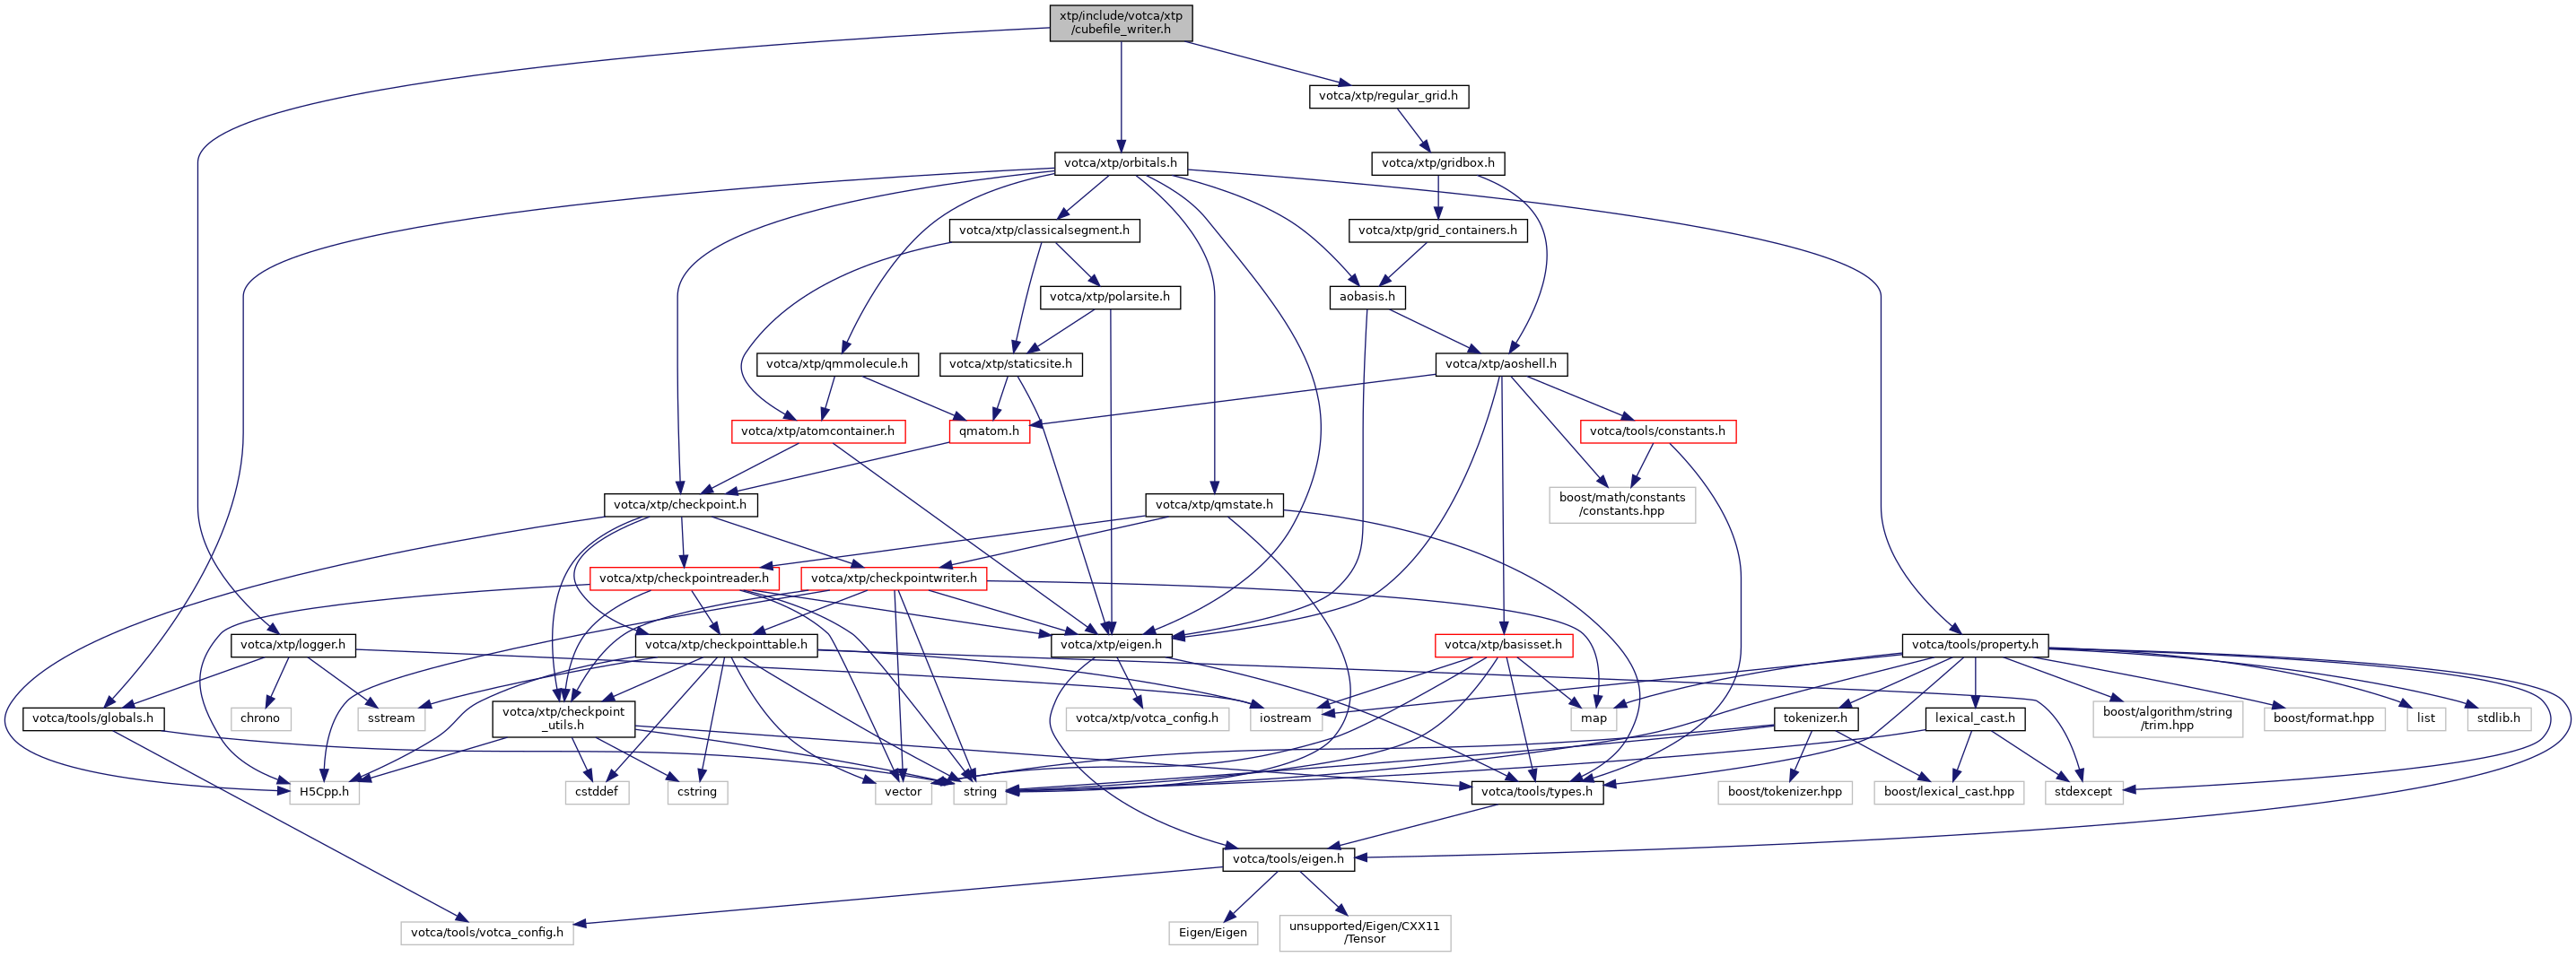 xtp/include/votca/xtp
/cubefile_writer.h
votca/xtp/regular_grid.h
votca/xtp/orbitals.h
votca/xtp/gridbox.h
votca/xtp/classicalsegment.h
votca/xtp/grid_containers.h
votca/xtp/polarsite.h
aobasis.h
votca/xtp/qmmolecule.h
votca/xtp/staticsite.h
votca/xtp/aoshell.h
votca/xtp/atomcontainer.h
qmatom.h
votca/tools/constants.h
votca/xtp/checkpoint.h
votca/xtp/qmstate.h
boost/math/constants
/constants.hpp
votca/xtp/checkpointreader.h
votca/xtp/checkpointwriter.h
votca/xtp/logger.h
votca/xtp/checkpointtable.h
votca/xtp/eigen.h
votca/xtp/basisset.h
votca/tools/property.h
votca/tools/globals.h
chrono
sstream
votca/xtp/checkpoint
_utils.h
votca/xtp/votca_config.h
iostream
map
tokenizer.h
lexical_cast.h
boost/algorithm/string
/trim.hpp
boost/format.hpp
list
stdlib.h
H5Cpp.h
cstddef
cstring
vector
string
votca/tools/types.h
boost/tokenizer.hpp
boost/lexical_cast.hpp
stdexcept
votca/tools/eigen.h
votca/tools/votca_config.h
Eigen/Eigen
unsupported/Eigen/CXX11
/Tensor